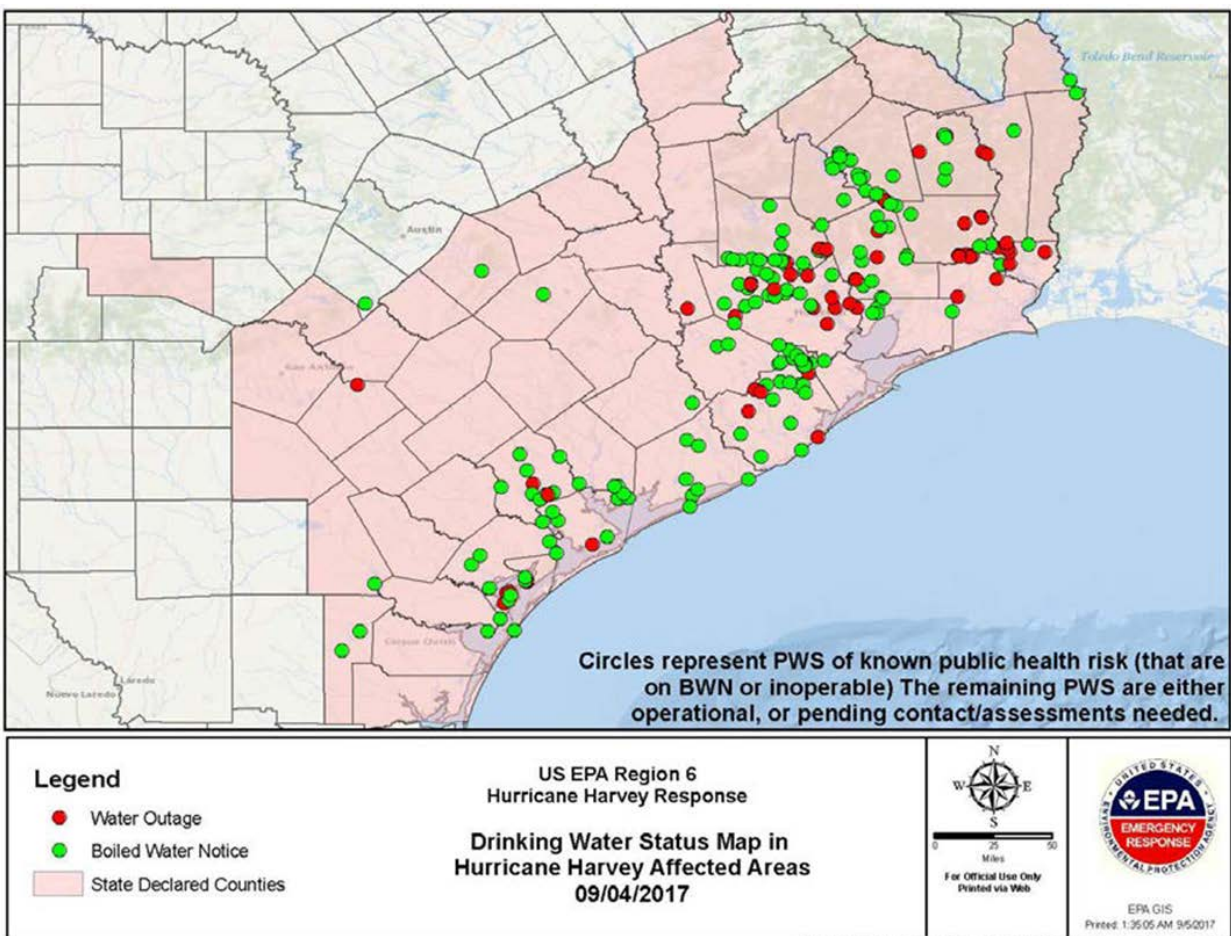 Toledo Bend Reservoir
Austin
San Antonio
Corpus Christi
Laredo
Nuevo Laredo
Circles represent PWS of known public health risk (that are
on BWN or inoperable) The remaining PWS are either
operational, or pending contact/assessments needed.
Legend
Water Outage
Boiled Water Notice
State Declared Counties
US EPA Region 6
Hurricane Harvey Response
Drinking Water Status Map in
Hurricane Harvey Affected Areas
09/04/2017
N
W E
S
0 25 50
Miles
For Official Use Only
Printed via Web
UNITED STATES
ENVIRONMENTAL PROTECTION AGENCY
EPA
EMERGENCY
RESPONSE
EPA GIS
Printed: 1:35:05 AM 9/5/2017